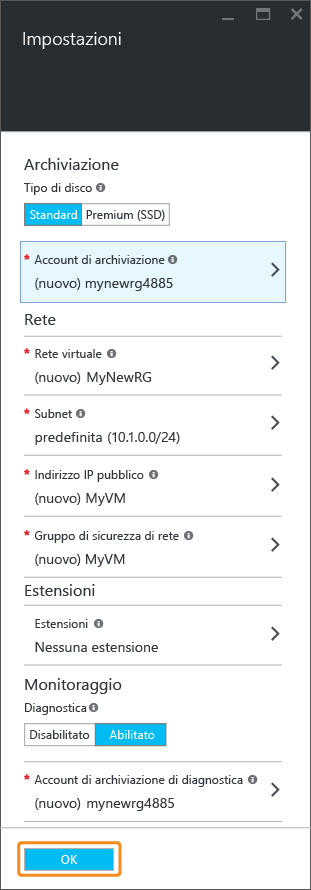 Impostazioni
Archiviazione
Tipo di disco
Standard Premium (SSD)
* Account di archiviazione
(nuovo) mynewrg4885
Rete
* Rete virtuale
(nuovo) MyNewRG
* Subnet
predefinita (10.1.0.0/24)
* Indirizzo IP pubblico
(nuovo) MyVM
* Gruppo di sicurezza di rete
(nuovo) MyVM
Estensioni
Estensioni
Nessuna estensione
Monitoraggio
Diagnostica
Disabilitato Abilitato
* Account di archiviazione di diagnostica
(nuovo) mynewrg4885
OK